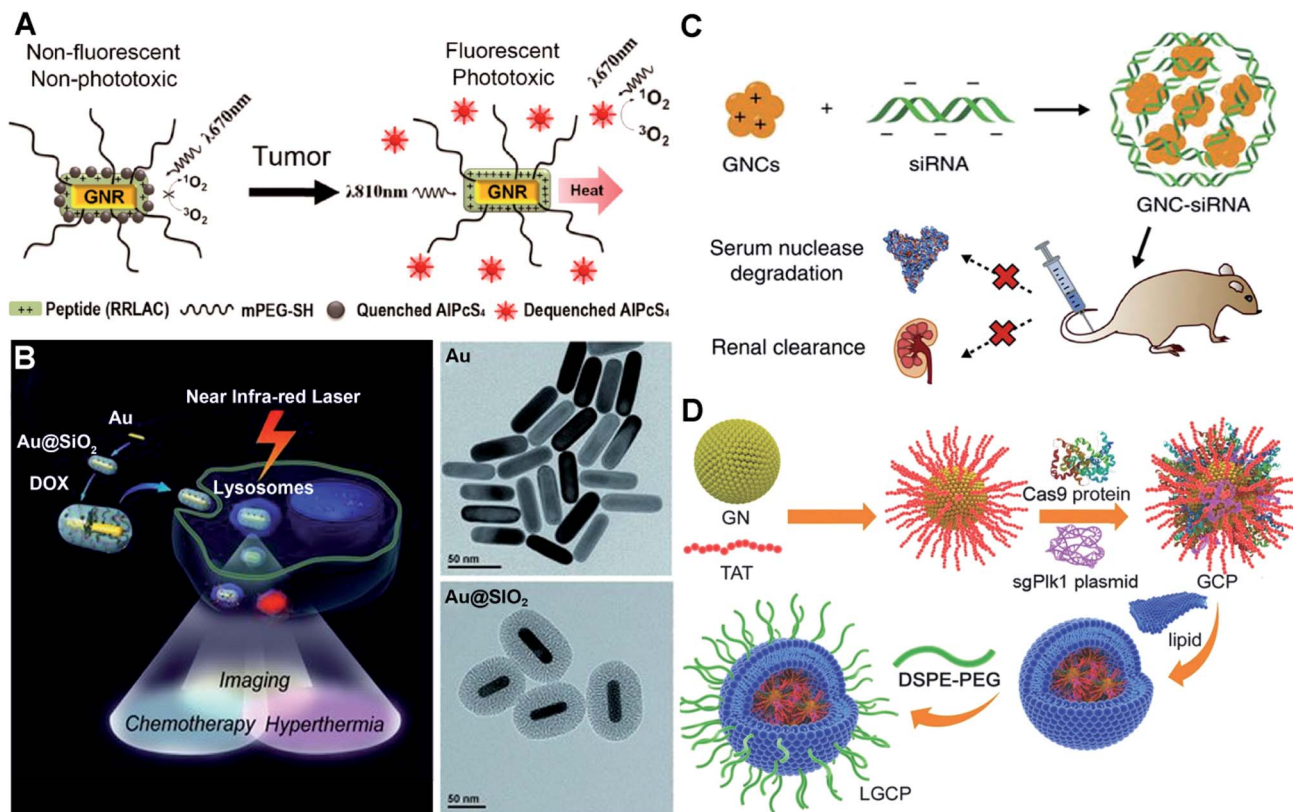 A
Non-fluorescent
Non-phototoxic
λ670nm
¹O₂
³O₂
GNR
Tumor
Fluorescent
Phototoxic
λ670nm
¹O₂
³O₂
λ810nm
GNR
Heat
++ Peptide (RRLAC) mPEG-SH Quenched AlPcS₄ Dequenched AlPcS₄
B
Near Infra-red Laser
Au
Au@SiO₂
DOX
Lysosomes
Imaging
Chemotherapy Hyperthermia
Au
50 nm
Au@SIO₂
50 nm
C
+
GNCs
siRNA
GNC-siRNA
Serum nuclease
degradation
Renal clearance
D
GN
TAT
Cas9 protein
sgPlk1 plasmid
GCP
lipid
DSPE-PEG
LGCP